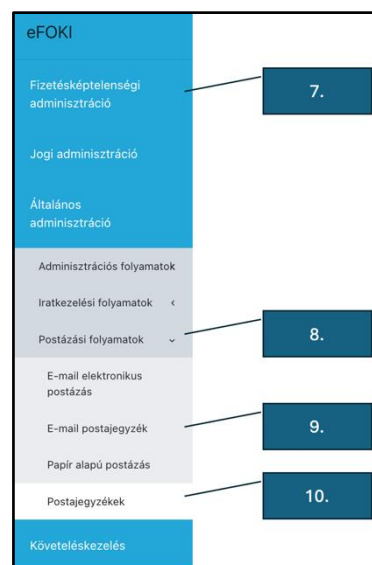 eFOKI
Fizetésképtelenségi
adminisztráció
7.
Jogi adminisztráció
Általános
adminisztráció
Adminisztrációs folyamatok
Iratkezelési folyamatok
Postázási folyamatok
8.
E-mail elektronikus
postázás
E-mail postajegyzék
9.
Papír alapú postázás
Postajegyzékek
10.
Követeléskezelés